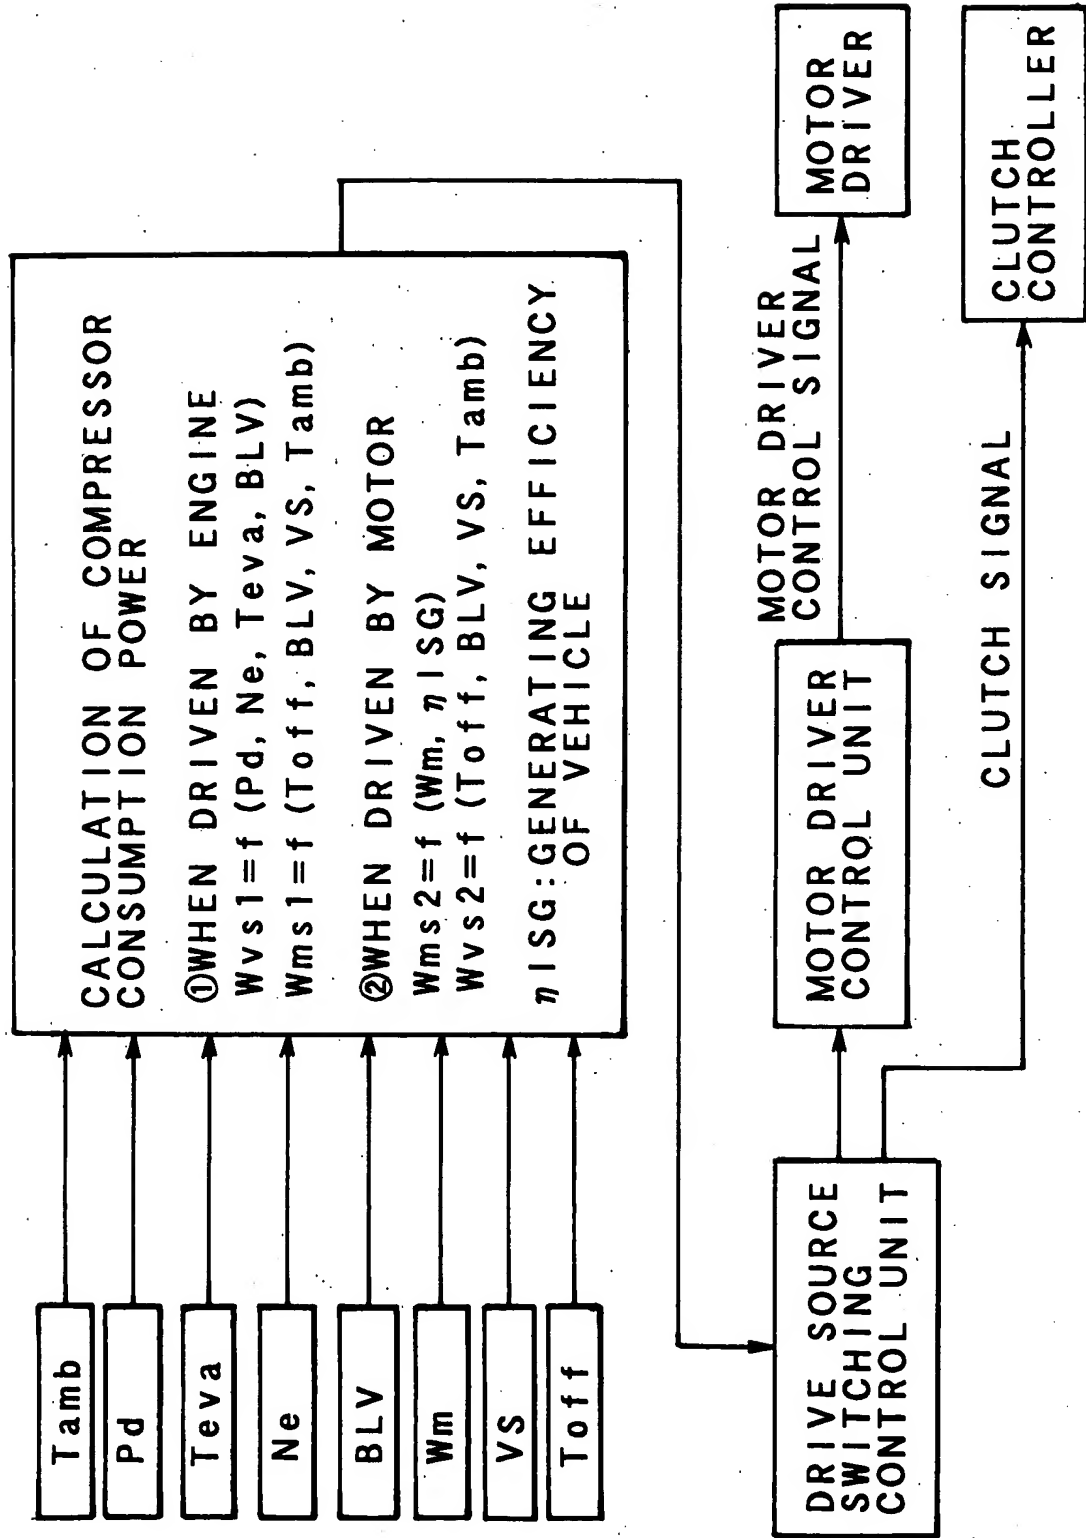 Tamb
Pd
Teva
Ne
BLV
Wm
VS
Toff
CALCULATION OF COMPRESSOR
CONSUMPTION POWER
①WHEN DRIVEN BY ENGINE
Wvs1=f (Pd, Ne, Teva, BLV)
Wms1=f (Toff, BLV, VS, Tamb)
②WHEN DRIVEN BY MOTOR
Wms2=f (Wm, ηISG)
Wvs2=f (Toff, BLV, VS, Tamb)
ηISG:GENERATING EFFICIENCY
OF VEHICLE
DRIVE SOURCE
SWITCHING
CONTROL UNIT
MOTOR DRIVER
CONTROL UNIT
MOTOR DRIVER
CONTROL SIGNAL
MOTOR
DRIVER
CLUTCH SIGNAL
CLUTCH
CONTROLLER